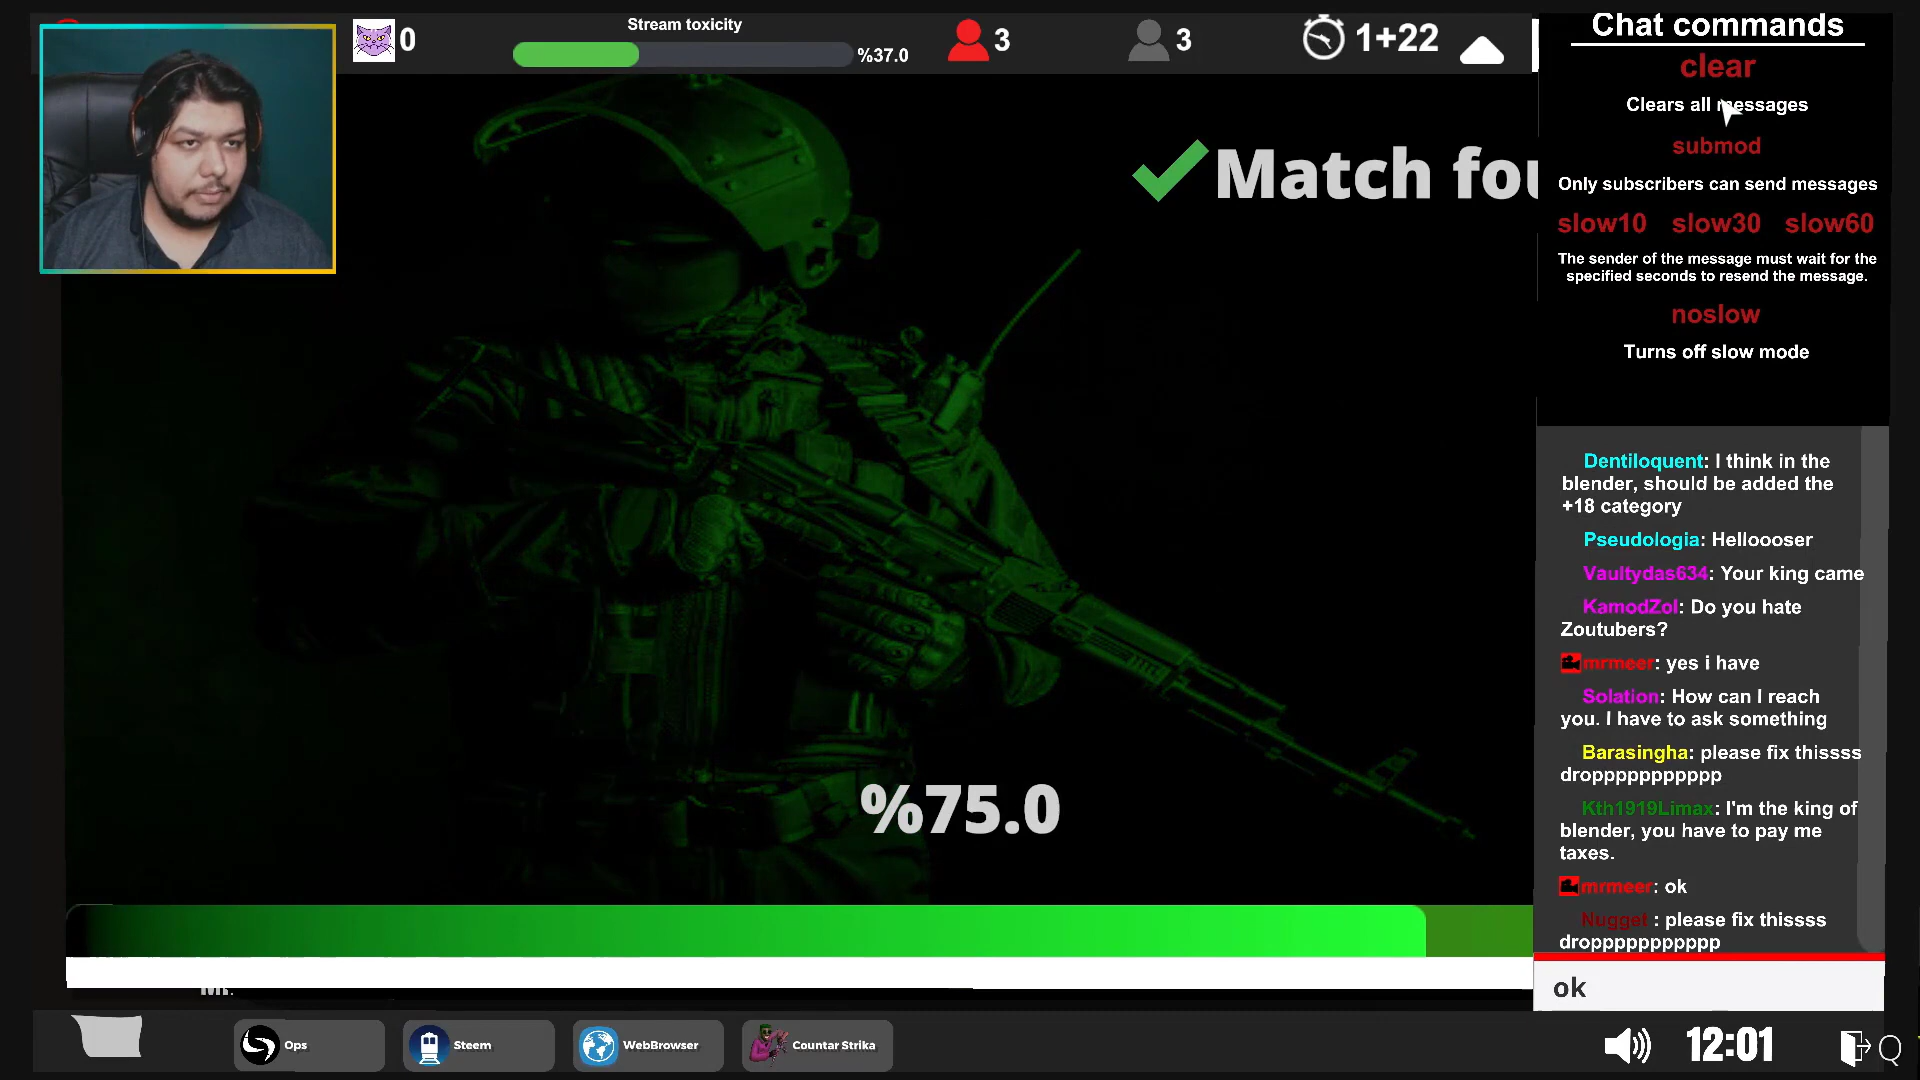 0
Stream toxicity
%37.0
3
3
1+22
Match fou
%75.0
Chat commands
clear
Clears all messages
submod
Only subscribers can send messages
slow10 slow30 slow60
The sender of the message must wait for the
specified seconds to resend the message.
noslow
Turns off slow mode
Dentiloquent: I think in the
blender, should be added the
+18 category
Pseudologia: Helloooser
Vaultydas634: Your king came
KamodZol: Do you hate
Zoutubers?
mrmeer: yes i have
Solation: How can I reach
you. I have to ask something
Barasingha: please fix thissss
droppppppppppp
Kth1919Limax: I'm the king of
blender, you have to pay me
taxes.
mrmeer: ok
Nugget : please fix thissss
droppppppppppp
ok
Ops
Steem
WebBrowser
Countar Strika
12:01
Q